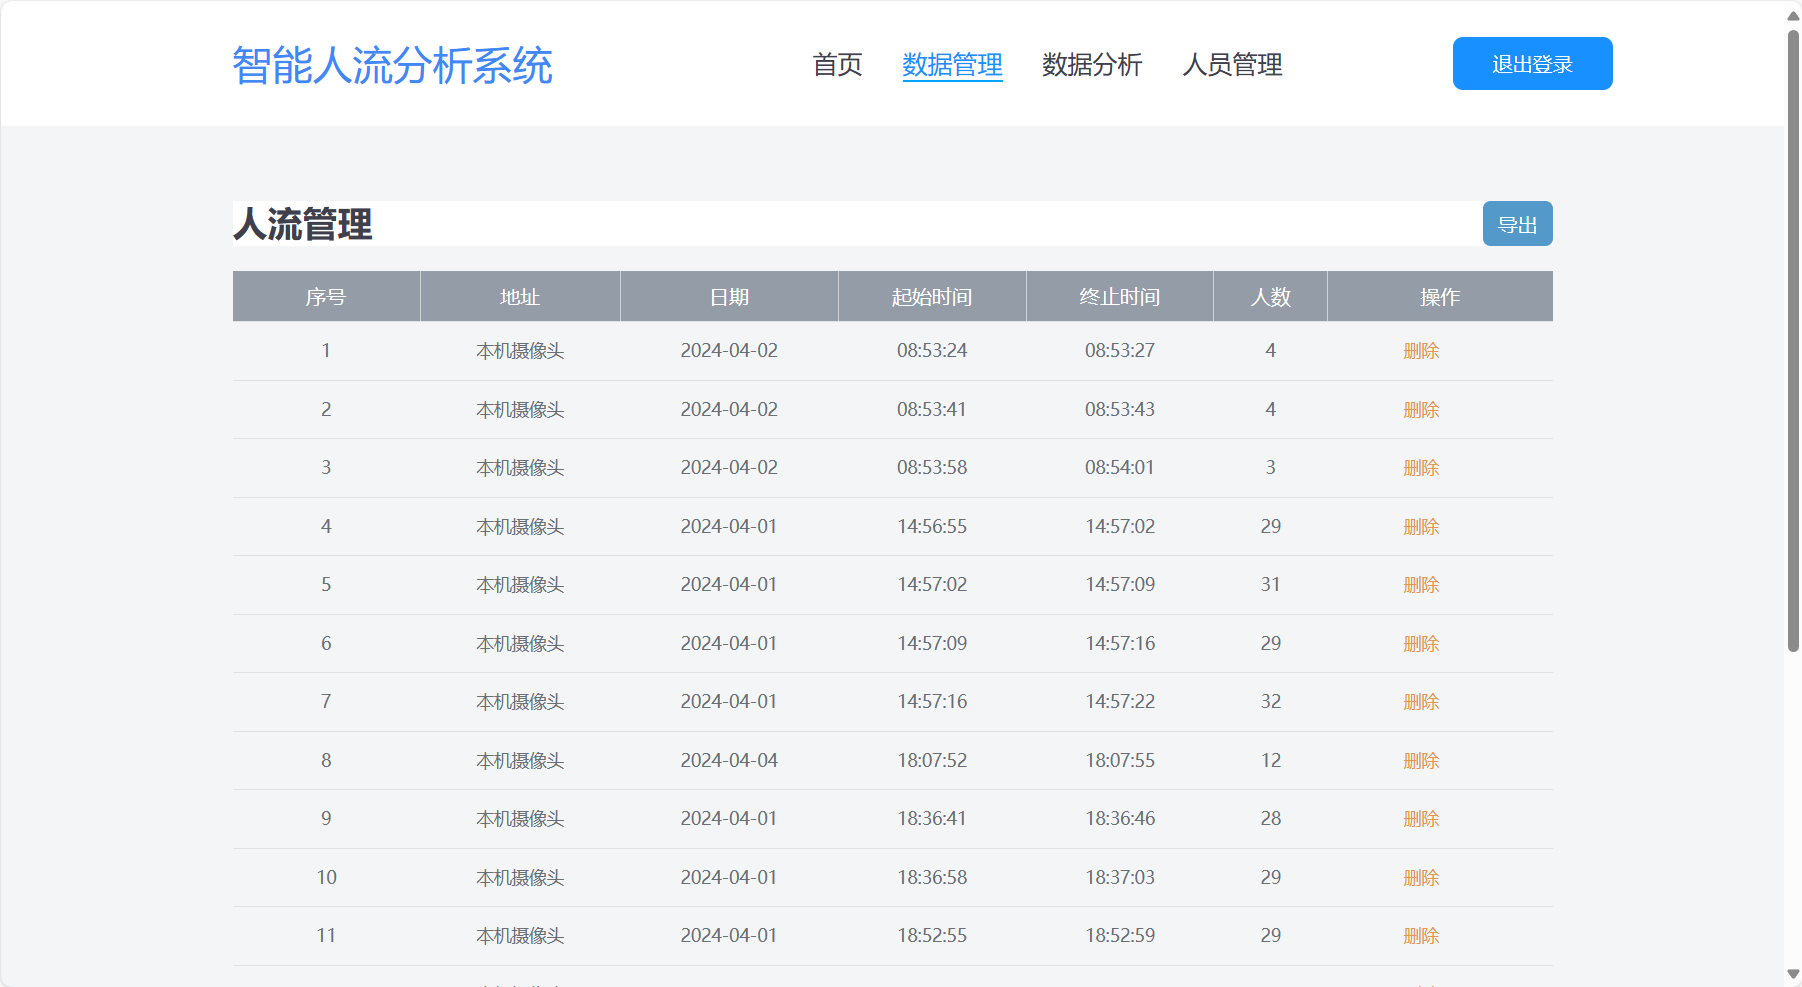 智能人流分析系统 首页 数据管理 数据分析 人员管理 退出登录
人流管理 导出
序号 地址 日期 起始时间 终止时间 人数 操作
1 本机摄像头 2024-04-02 08:53:24 08:53:27 4 删除
2 本机摄像头 2024-04-02 08:53:41 08:53:43 4 删除
3 本机摄像头 2024-04-02 08:53:58 08:54:01 3 删除
4 本机摄像头 2024-04-01 14:56:55 14:57:02 29 删除
5 本机摄像头 2024-04-01 14:57:02 14:57:09 31 删除
6 本机摄像头 2024-04-01 14:57:09 14:57:16 29 删除
7 本机摄像头 2024-04-01 14:57:16 14:57:22 32 删除
8 本机摄像头 2024-04-04 18:07:52 18:07:55 12 删除
9 本机摄像头 2024-04-01 18:36:41 18:36:46 28 删除
10 本机摄像头 2024-04-01 18:36:58 18:37:03 29 删除
11 本机摄像头 2024-04-01 18:52:55 18:52:59 29 删除